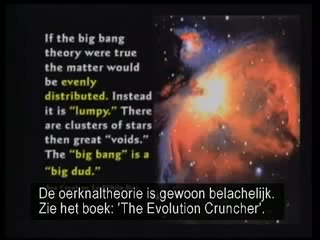 If the big bang
theory were true
the matter would
be evenly
distributed. Instead
it is "lumpy." There
are clusters of stars
then great "voids." 
The "big bang" is a
"big dud."
De oerknaltheorie is gewoon belachelijk.
Zie het boek: 'The Evolution Cruncher'.